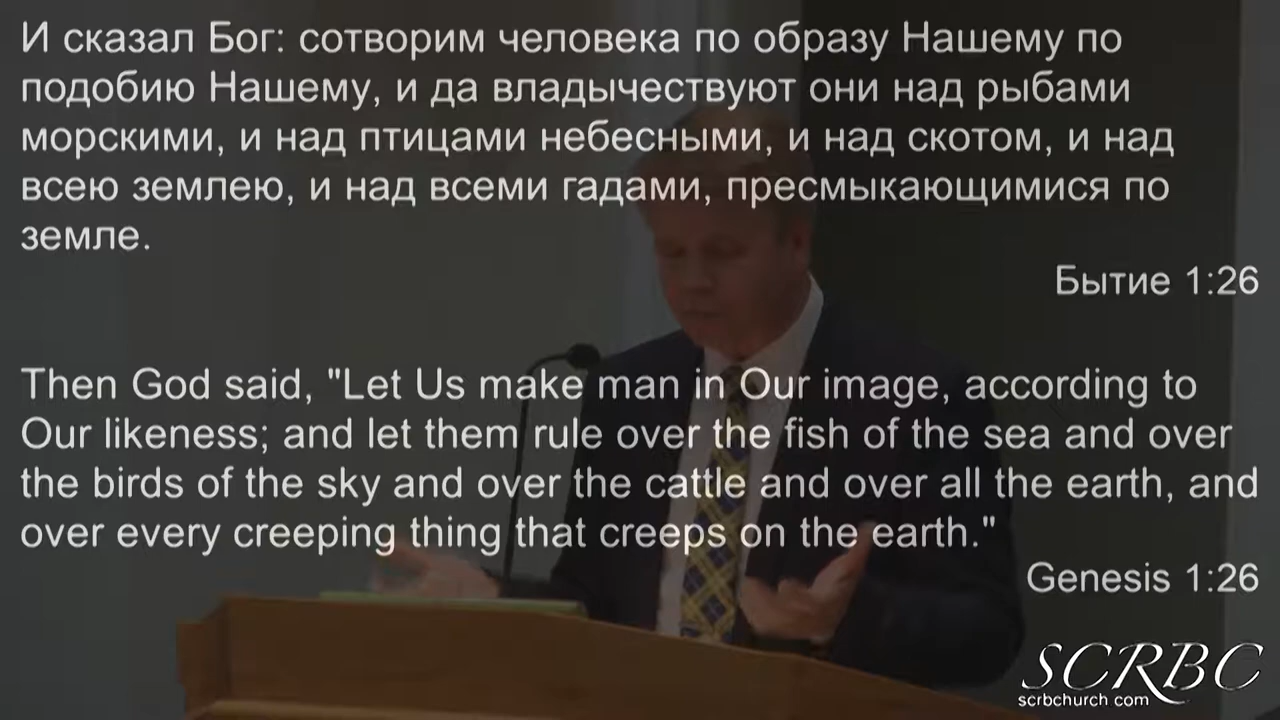 И сказал Бог: сотворим человека по образу Нашему по
подобию Нашему, и да владычествуют они над рыбами
морскими, и над птицами небесными, и над скотом, и над
всею землею, и над всеми гадами, пресмыкающимися по
земле.
Бытие 1:26
Then God said, "Let Us make man in Our image, according to
Our likeness; and let them rule over the fish of the sea and over
the birds of the sky and over the cattle and over all the earth, and
over every creeping thing that creeps on the earth."
Genesis 1:26
SCRBC
scrbchurch.com